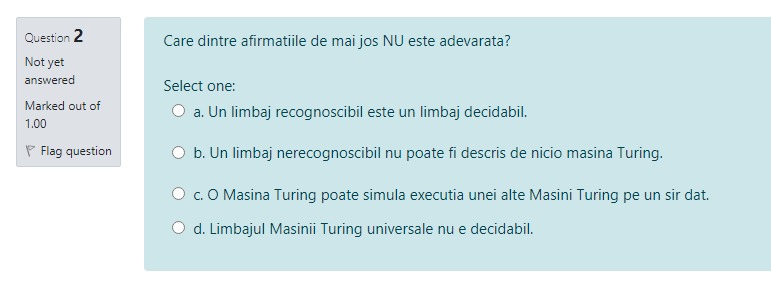 Question 2
Not yet
answered
Marked out of
1.00
Flag question
Care dintre afirmatiile de mai jos NU este adevarata?
Select one:
a. Un limbaj recognoscibil este un limbaj decidabil.
b. Un limbaj nerecognoscibil nu poate fi descris de nicio masina Turing.
c. O Masina Turing poate simula executia unei alte Masini Turing pe un sir dat.
d. Limbajul Masinii Turing universale nu e decidabil.